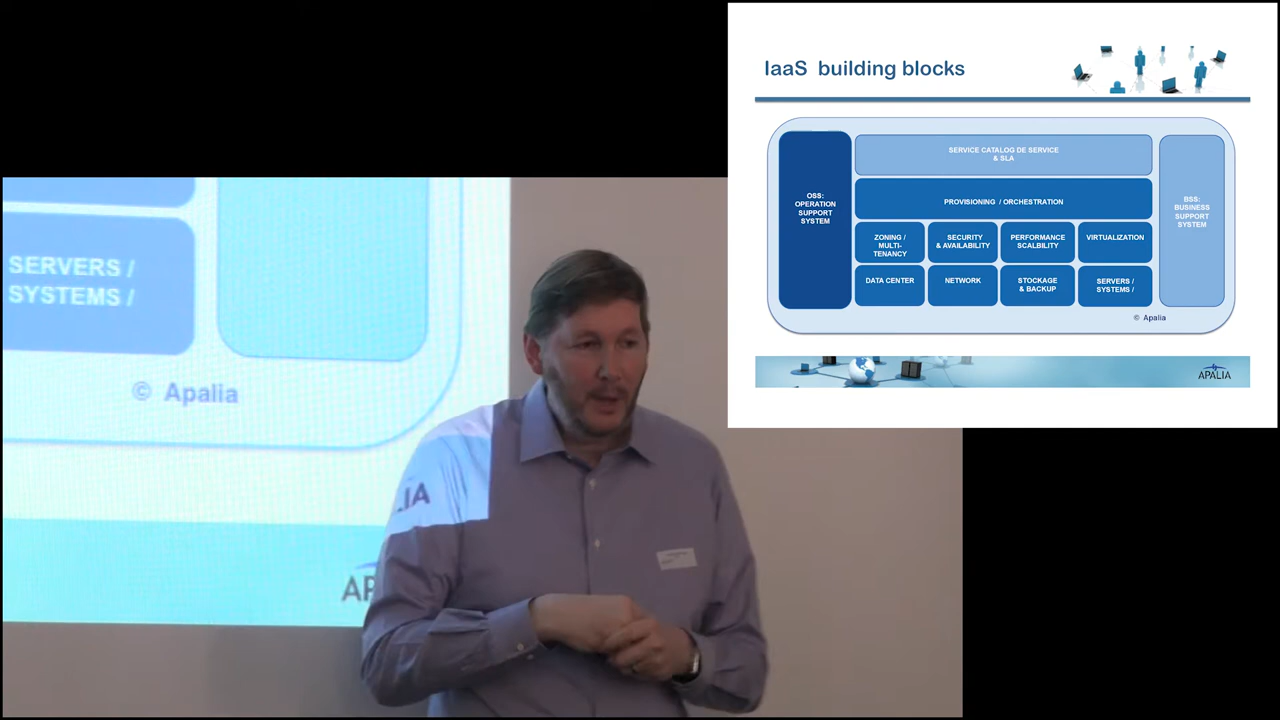 IaaS building blocks
OSS:
OPERATION
SUPPORT
SYSTEM
SERVICE CATALOG DE SERVICE
& SLA
PROVISIONING / ORCHESTRATION
ZONING /
MULTI-
TENANCY
SECURITY
& AVAILABILITY
PERFORMANCE
SCALBILITY
VIRTUALIZATION
DATA CENTER
NETWORK
STOCKAGE
& BACKUP
SERVERS /
SYSTEMS /
BSS:
BUSINESS
SUPPORT
SYSTEM
© Apalia
APALIA
SERVERS /
SYSTEMS /
© Apalia
AP
LIA